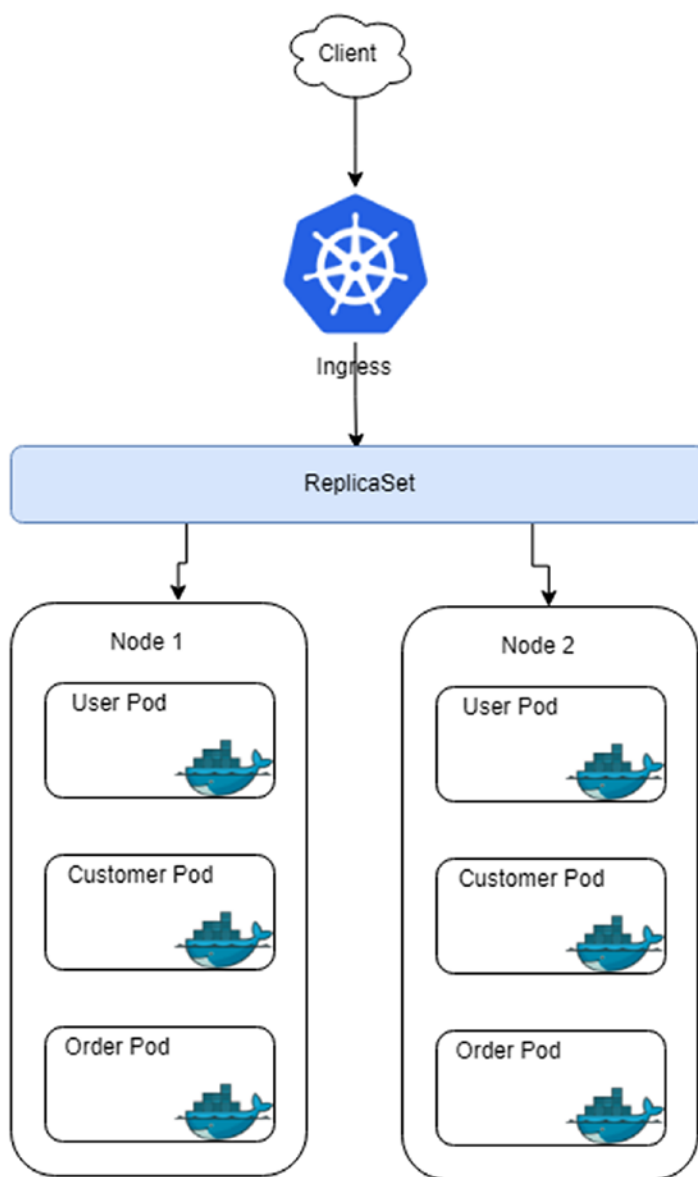 Client
Ingress
ReplicaSet
Node 1
User Pod
Customer Pod
Order Pod
Node 2
User Pod
Customer Pod
Order Pod